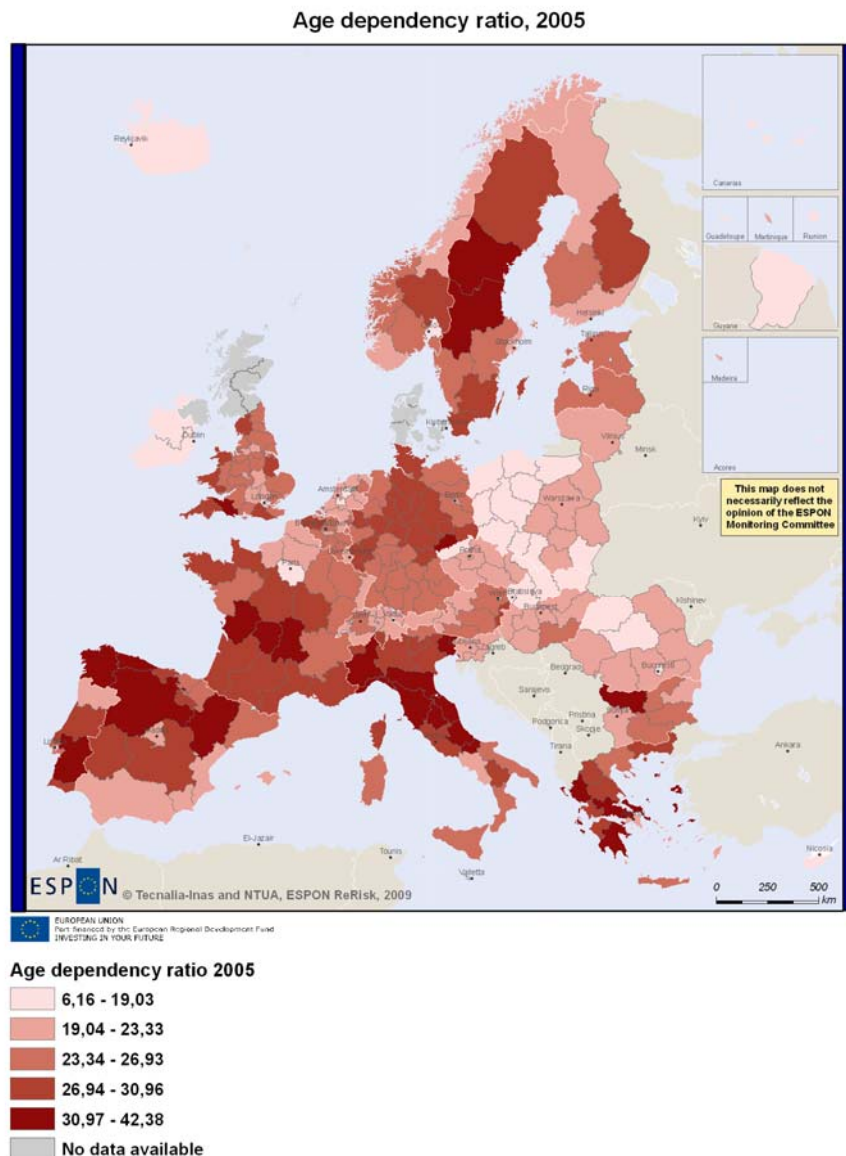 Age dependency ratio, 2005
Reykjavik
Canarias
Guadeloupe
Martinique
Réunion
Guyane
Helsinki
Tallinn
Stockholm
Madeira
Riga
Acores
Dublin
Vilnius
Minsk
This map does not
necessarily reflect the
opinion of the ESPON
Monitoring Committee
London
Amsterdam
Berlin
Warszawa
Kyiv
Paris
Praha
Bratislava
Budapest
Kishinev
Zagreb
Bucuresti
Beograd
Sarajevo
Pristina
Podgorica
Skopje
Tirana
Ankara
El-Jazair
Tounis
Ar Ribat
Valletta
Nicosia
ESPON
© Tecnalia-Inas and NTUA, ESPON ReRisk, 2009
0 250 500
km
EUROPEAN UNION
Part financed by the European Regional Development Fund
INVESTING IN YOUR FUTURE
Age dependency ratio 2005
6,16 - 19,03
19,04 - 23,33
23,34 - 26,93
26,94 - 30,96
30,97 - 42,38
No data available